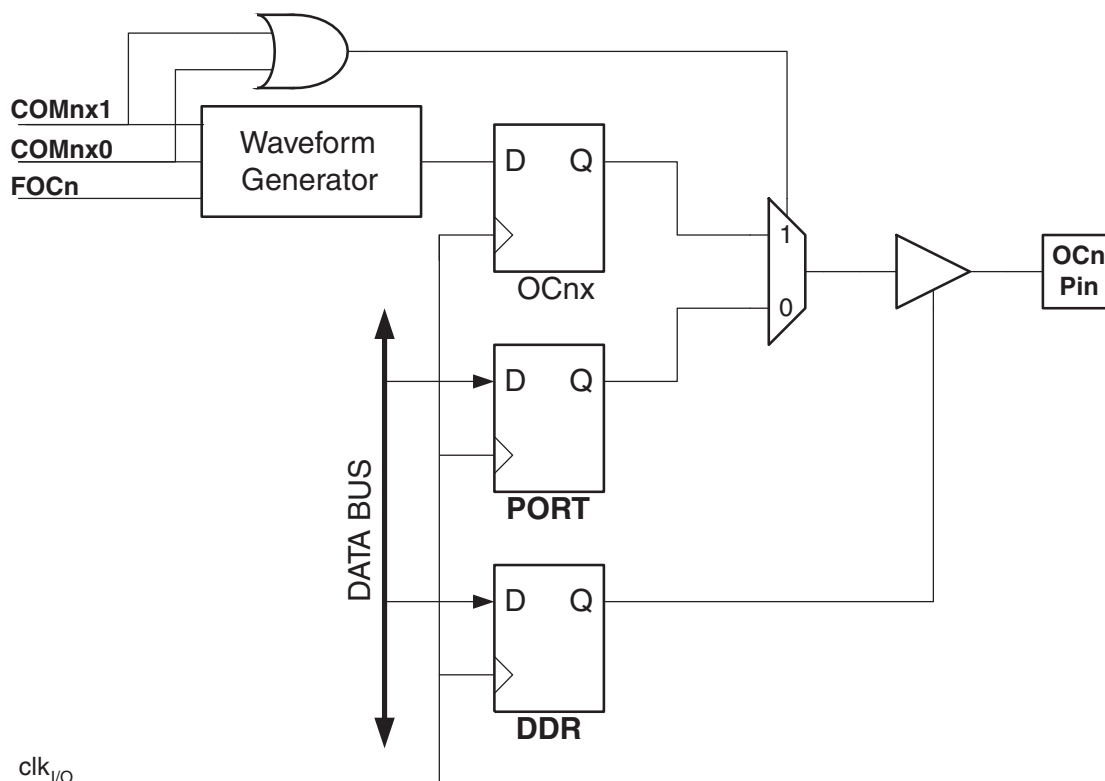 COMnx1
COMnx0
FOCn
Waveform
Generator
D Q
OCnx
1
0
OCn
Pin
D Q
PORT
D Q
DDR
DATA BUS
clkI/O